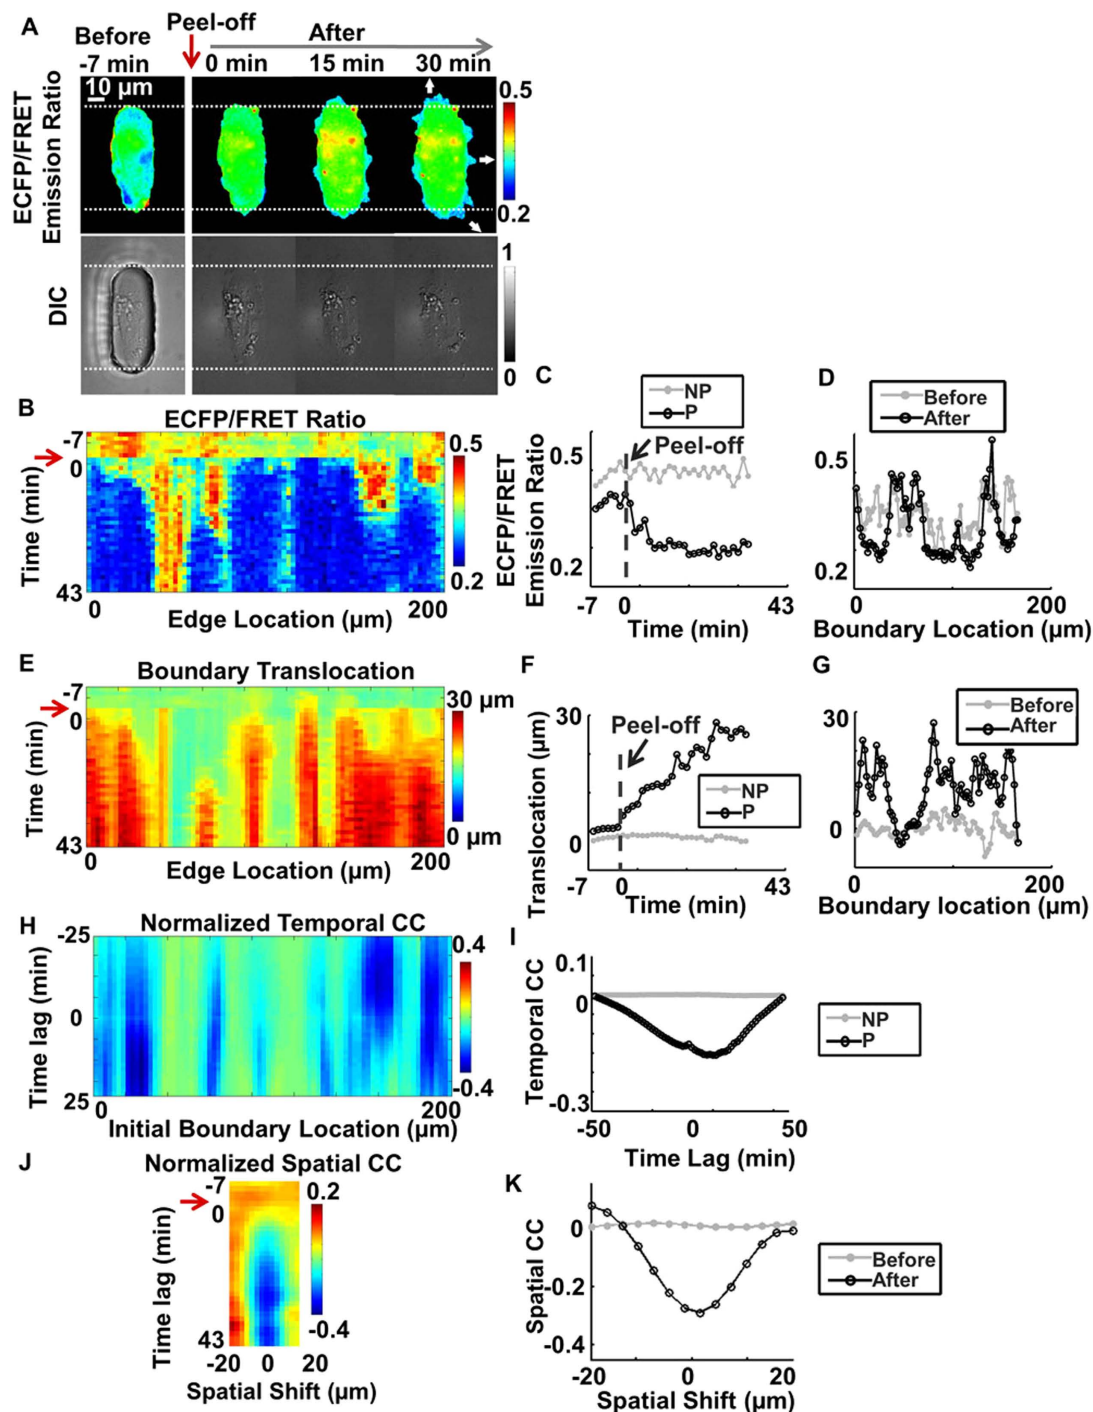 A
Before
Peel-off
After
-7 min
0 min
15 min
30 min
10 µm
ECFP/FRET
Emission Ratio
0.5
0.2
DIC
1
0
B
ECFP/FRET Ratio
-7
0
43
Time (min)
0.5
0.2
0
200
Edge Location (µm)
C
NP
P
Peel-off
ECFP/FRET
Emission Ratio
0.5
0.2
-7
0
43
Time (min)
D
Before
After
0.5
0.2
0
200
Boundary Location (µm)
E
Boundary Translocation
-7
0
43
Time (min)
30 µm
0 µm
0
200
Edge Location (µm)
F
Peel-off
NP
P
Translocation (µm)
30
0
-7
0
43
Time (min)
G
Before
After
30
0
0
200
Boundary location (µm)
H
Normalized Temporal CC
-25
0
25
Time lag (min)
0.4
-0.4
0
200
Initial Boundary Location (µm)
I
Temporal CC
0.1
0
-0.3
-50
0
50
Time Lag (min)
NP
P
J
Normalized Spatial CC
-7
0
43
Time lag (min)
0.2
-0.4
-20
0
20
Spatial Shift (µm)
K
Spatial CC
0
-0.2
-0.4
-20
0
20
Spatial Shift (µm)
Before
After